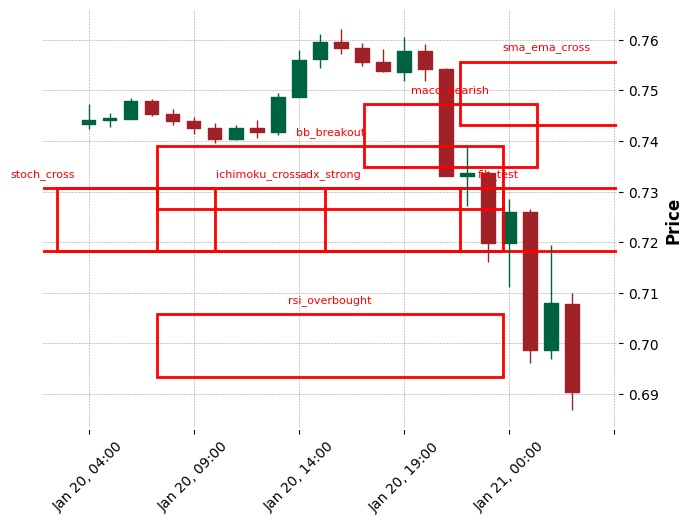 sma_ema_cross
0.76
0.75
macd_bearish
0.74
bb_breakout
stoch_cross
ichimoku_cross
adx_strong
0.73
0.72
Price
0.71
rsi_overbought
0.70
0.69
Jan 20, 04:00
Jan 20, 09:00
Jan 20, 14:00
Jan 20, 19:00
Jan 21, 00:00